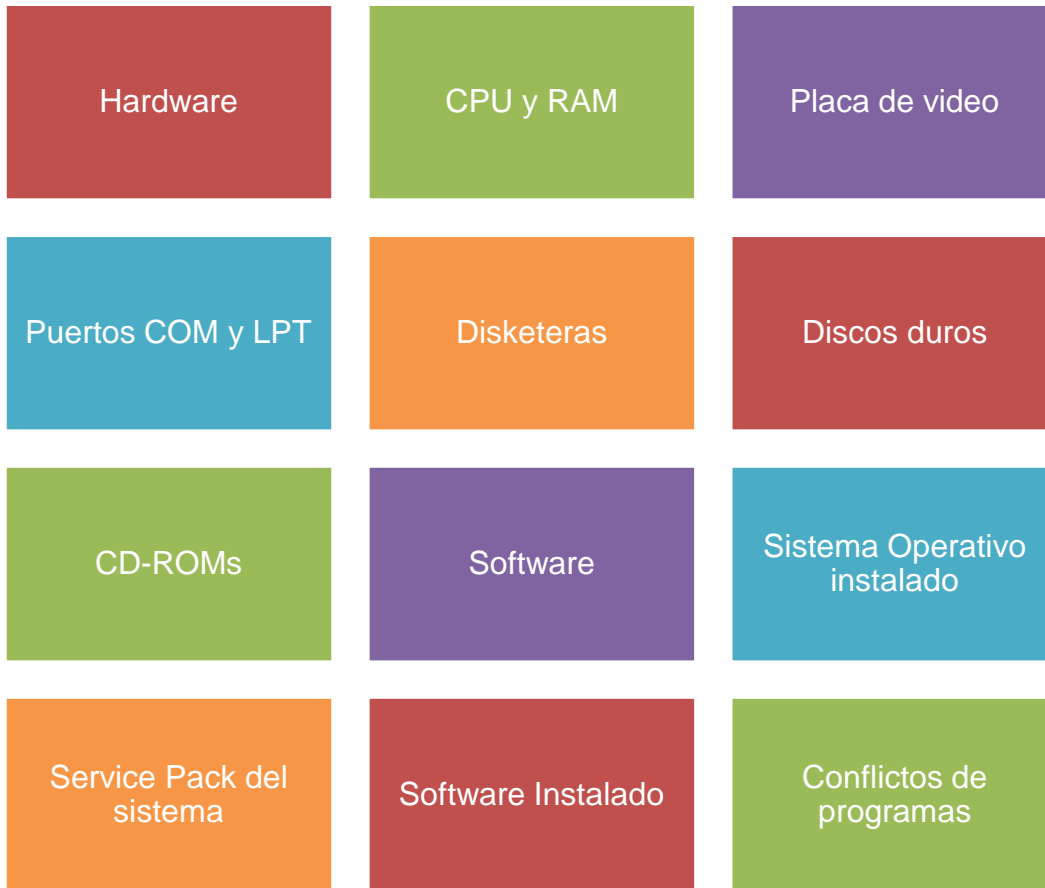 Hardware
CPU y RAM
Placa de video
Puertos COM y LPT
Disketeras
Discos duros
CD-ROMs
Software
Sistema Operativo
instalado
Service Pack del
sistema
Software Instalado
Conflictos de
programas